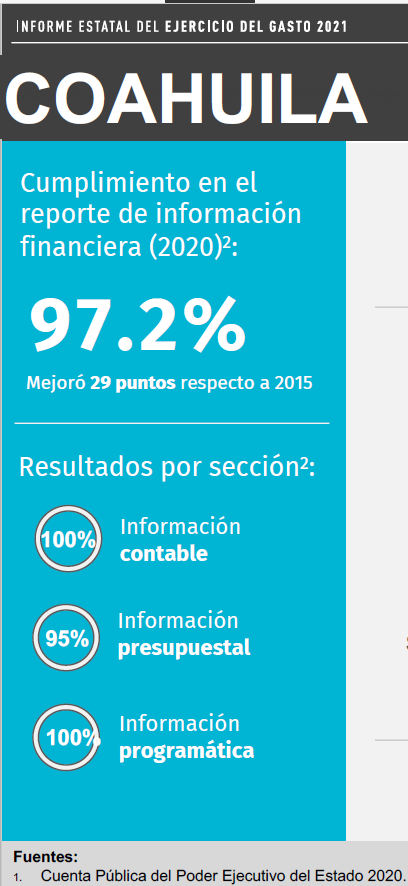 INFORME ESTATAL DEL EJERCICIO DEL GASTO 2021
COAHUILA
Cumplimiento en el
reporte de información
financiera (2020)²:
97.2%
Mejoró 29 puntos respecto a 2015
Resultados por sección²:
100%
Información
contable
95%
Información
presupuestal
100%
Información
programática
Fuentes:
1. Cuenta Pública del Poder Ejecutivo del Estado 2020.